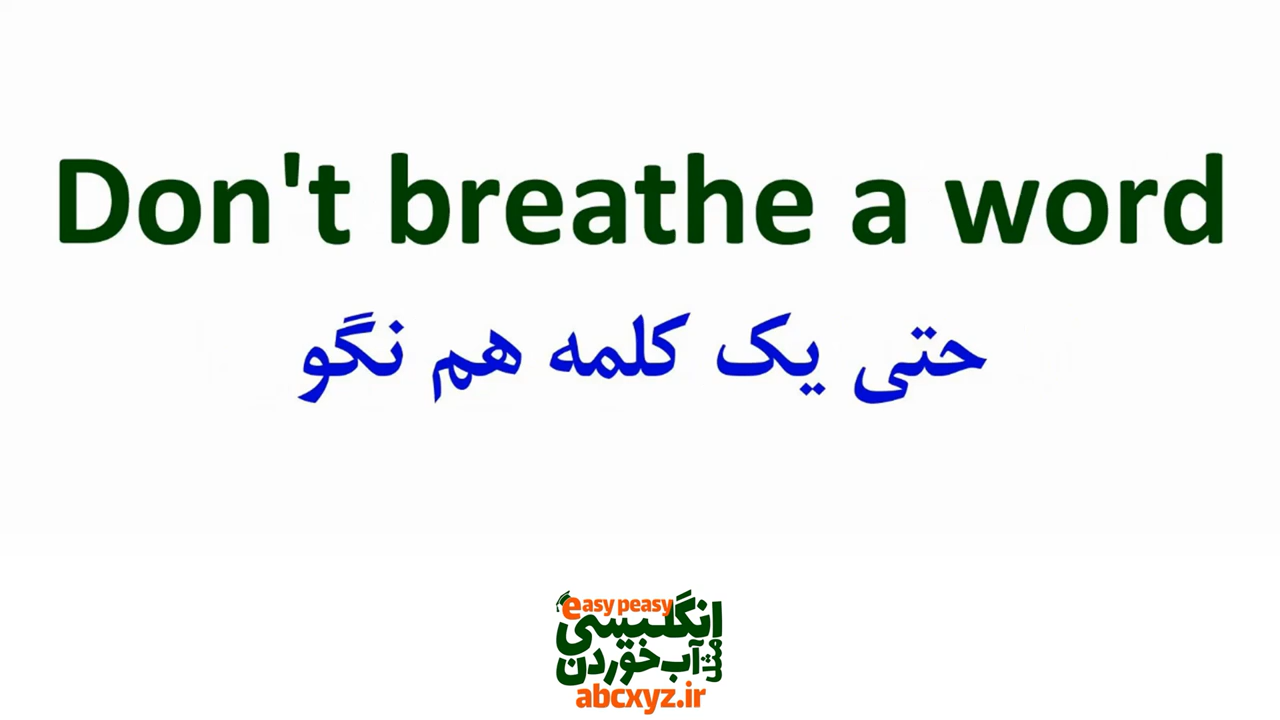 Don't breathe a word
حتی یک کلمه هم نگو
easy peasy
انگلیسی
مثل
آب خوردن
abcxyz.ir